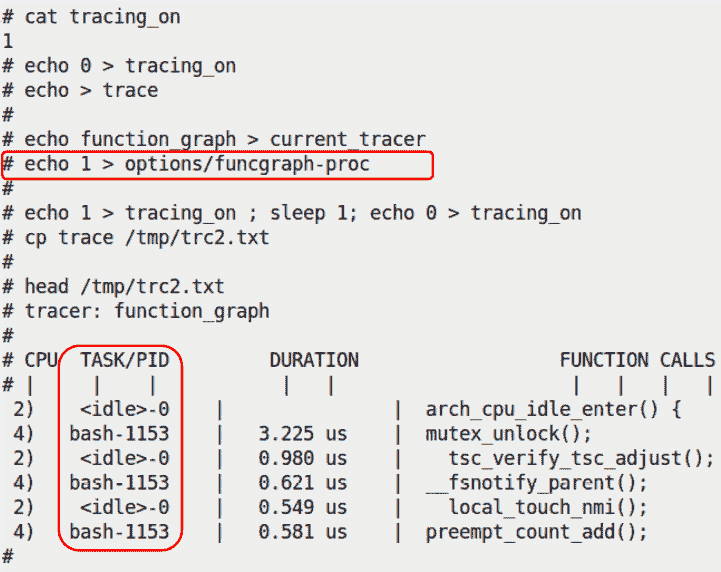 # cat tracing_on
1
# echo 0 > tracing_on
# echo > trace
#
# echo function_graph > current_tracer
# echo 1 > options/funcgraph-proc
#
# echo 1 > tracing_on ; sleep 1; echo 0 > tracing_on
# cp trace /tmp/trc2.txt
#
# head /tmp/trc2.txt
# tracer: function_graph
#
# CPU  TASK/PID         DURATION                  FUNCTION CALLS
# |     |    |           |   |                     |   |   |   |
 2)    <idle>-0    |               |  arch_cpu_idle_enter() {
 4)   bash-1153    |   3.225 us    |  mutex_unlock();
 2)    <idle>-0    |   0.980 us    |    tsc_verify_tsc_adjust();
 4)   bash-1153    |   0.621 us    |  __fsnotify_parent();
 2)    <idle>-0    |   0.549 us    |    local_touch_nmi();
 4)   bash-1153    |   0.581 us    |  preempt_count_add();
#